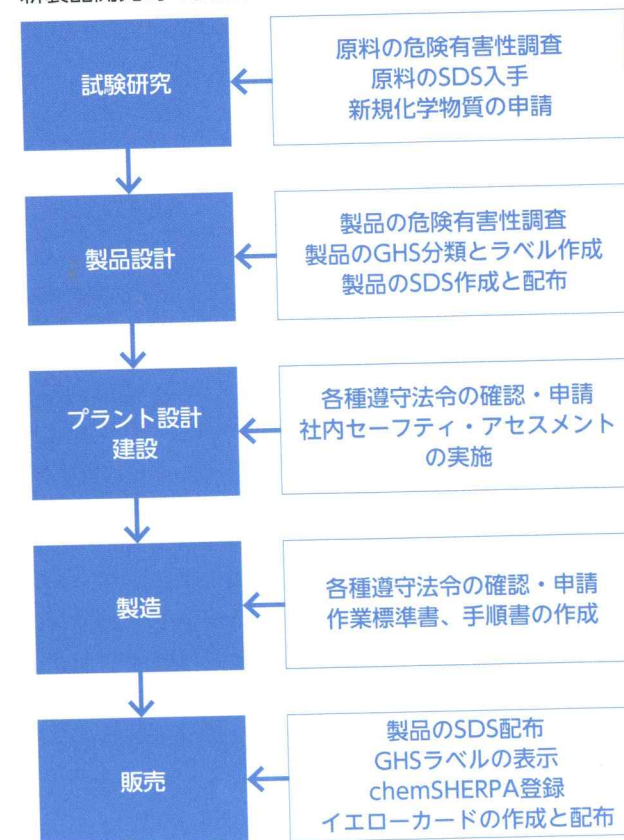 試験研究
原料の危険有害性調査
原料のSDS入手
新規化学物質の申請
製品設計
製品の危険有害性調査
製品のGHS分類とラベル作成
製品のSDS作成と配布
プラント設計
建設
各種遵守法令の確認・申請
社内セーフティ・アセスメント
の実施
製造
各種遵守法令の確認・申請
作業標準書、手順書の作成
販売
製品のSDS配布
GHSラベルの表示
chemSHERPA登録
イエローカードの作成と配布